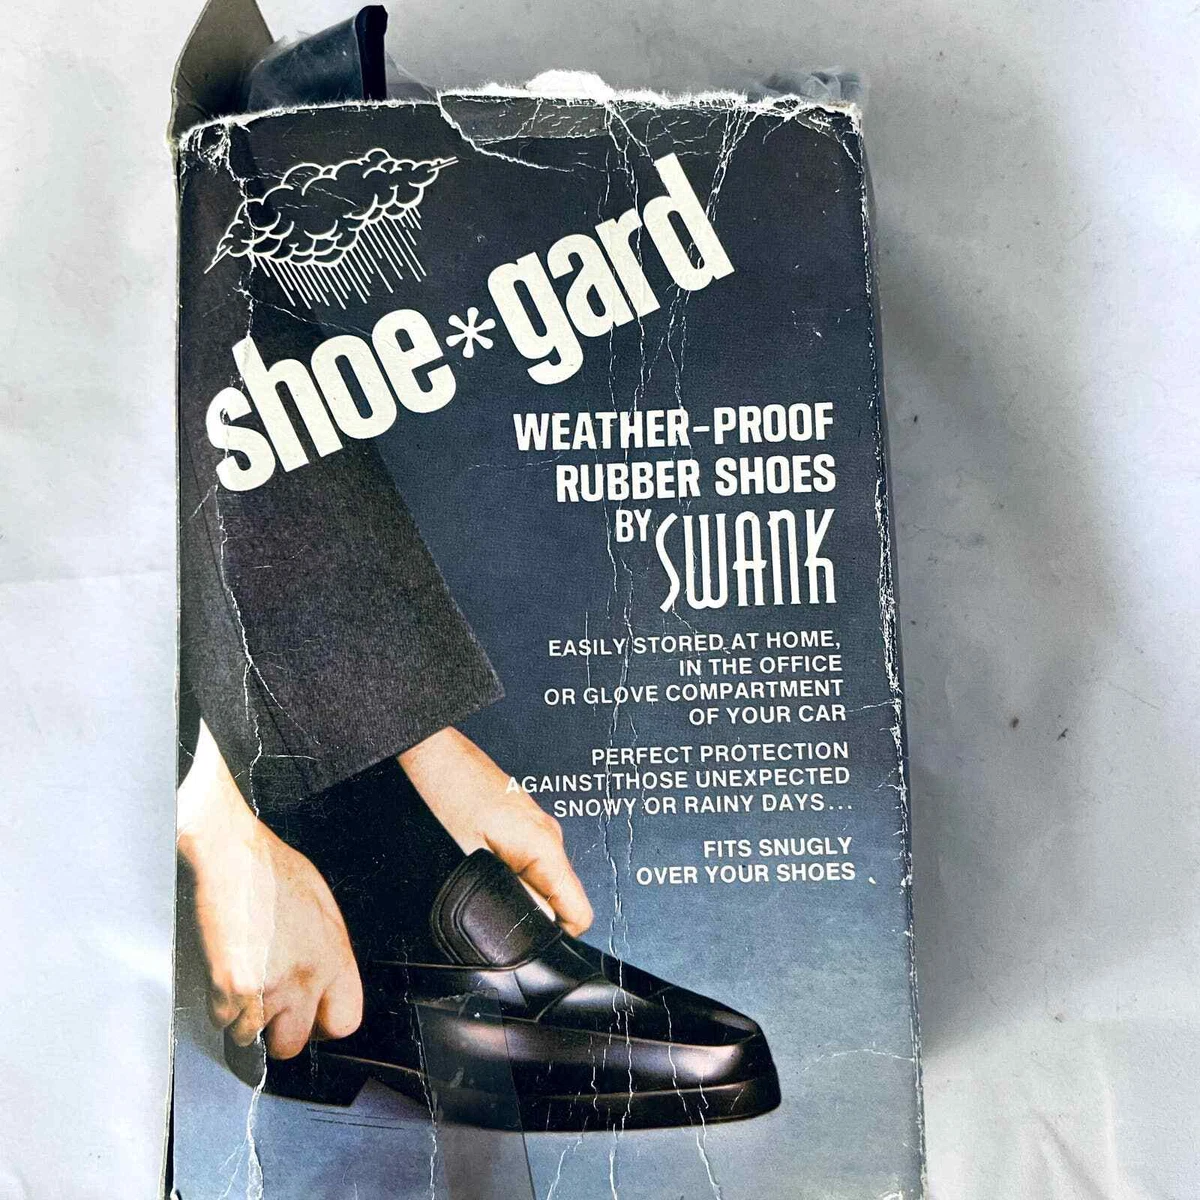 shoe*gard
WEATHER-PROOF
RUBBER SHOES
BY SWANK
EASILY STORED AT HOME,
IN THE OFFICE
OR GLOVE COMPARTMENT
OF YOUR CAR
PERFECT PROTECTION
AGAINST THOSE UNEXPECTED
SNOWY OR RAINY DAYS...
FITS SNUGLY
OVER YOUR SHOES